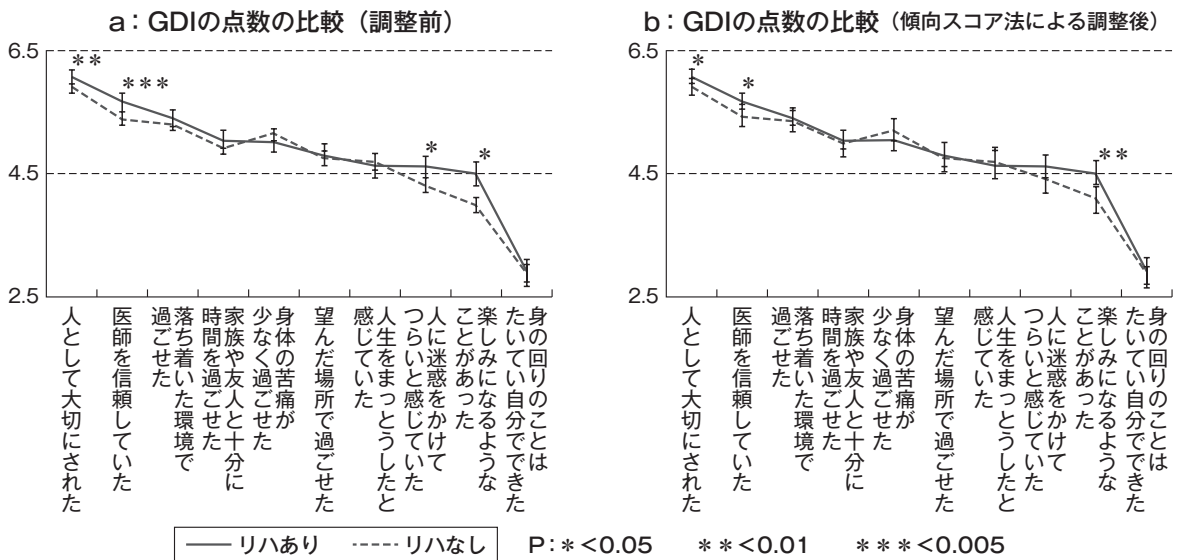 a：GDIの点数の比較（調整前）
6.5
4.5
2.5
＊＊
＊＊＊
＊
＊
人として大切にされた
医師を信頼していた
落ち着いた環境で
過ごせた
家族や友人と十分に
時間を過ごせた
身体の苦痛が
少なく過ごせた
望んだ場所で過ごせた
人生をまっとうしたと
感じていた
人に迷惑をかけて
つらいと感じていた
楽しみになるような
ことがあった
身の回りのことは
たいてい自分でできた
b：GDIの点数の比較（傾向スコア法による調整後）
6.5
4.5
2.5
＊
＊
＊＊
人として大切にされた
医師を信頼していた
落ち着いた環境で
過ごせた
家族や友人と十分に
時間を過ごせた
身体の苦痛が
少なく過ごせた
望んだ場所で過ごせた
人生をまっとうしたと
感じていた
人に迷惑をかけて
つらいと感じていた
楽しみになるような
ことがあった
身の回りのことは
たいてい自分でできた
リハあり リハなし P：＊<0.05 ＊＊<0.01 ＊＊＊<0.005